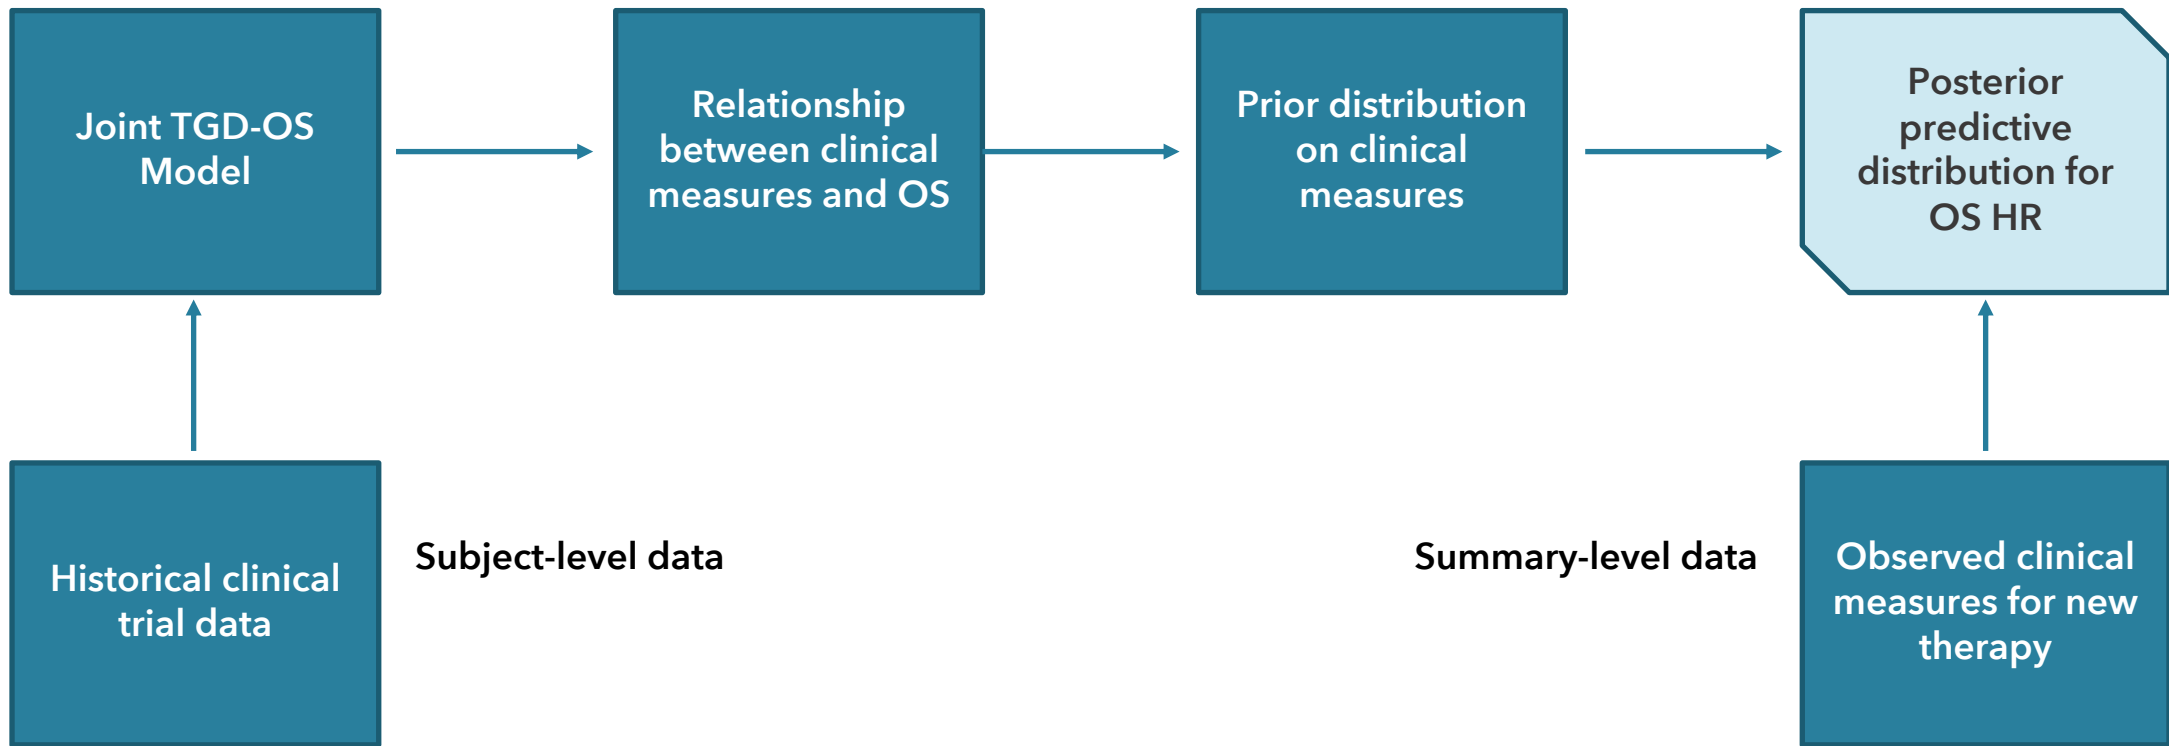 Joint TGD-OS
Model
Relationship
between clinical
measures and OS
Prior distribution
on clinical
measures
Posterior
predictive
distribution for
OS HR
Historical clinical
trial data
Subject-level data
Summary-level data
Observed clinical
measures for new
therapy